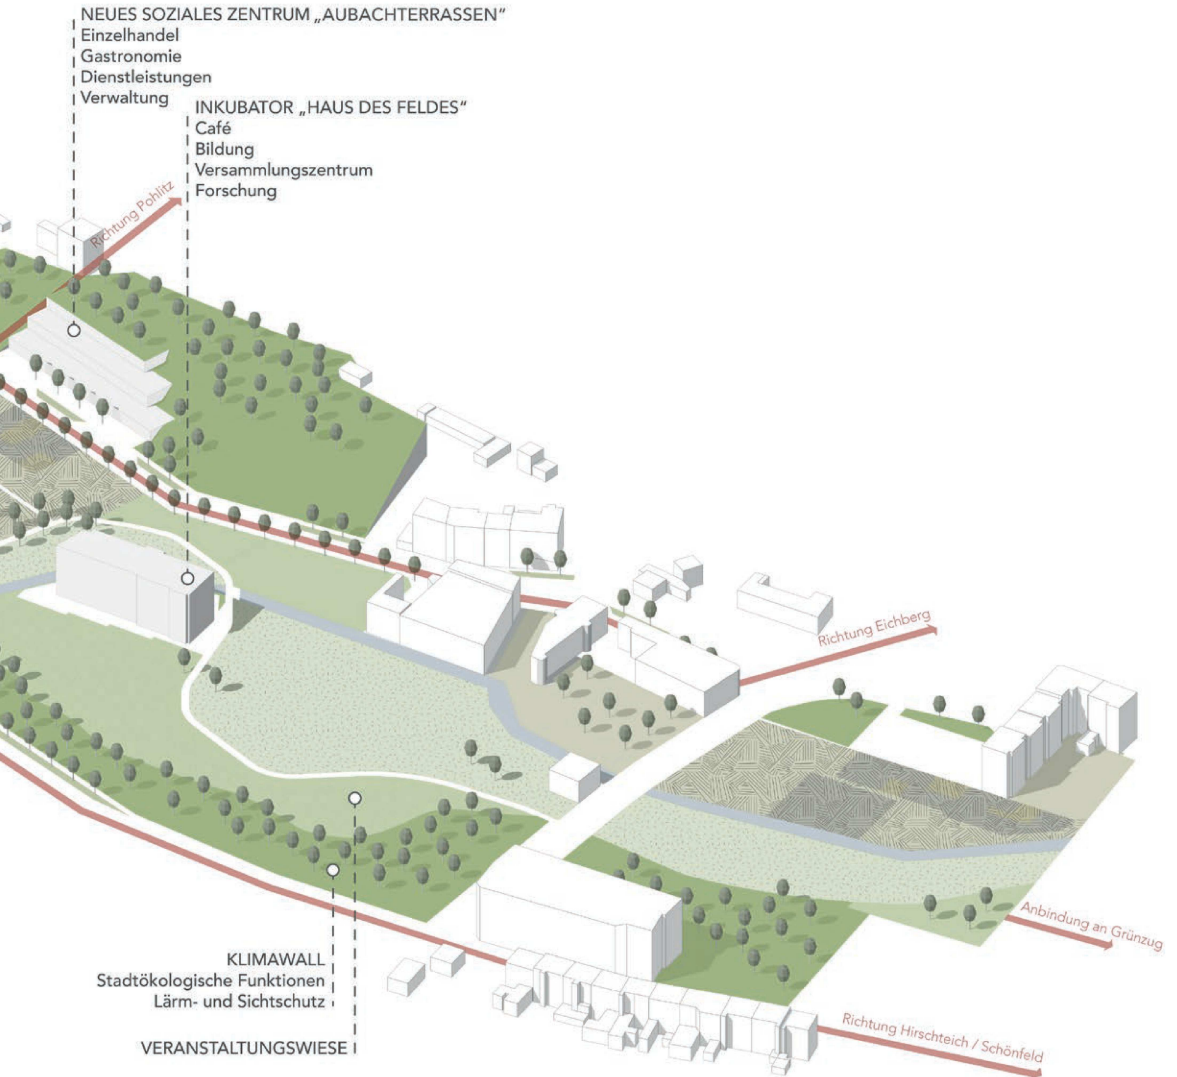 NEUES SOZIALES ZENTRUM „AUBACHTERRASSEN“
Einzelhandel
Gastronomie
Dienstleistungen
Verwaltung
INKUBATOR „HAUS DES FELDES“
Café
Bildung
Versammlungszentrum
Forschung
Richtung Pohlitz
Richtung Eichberg
Anbindung an Grünzug
KLIMAWALL
Stadtökologische Funktionen
Lärm- und Sichtschutz
Richtung Hirschteich / Schönfeld
VERANSTALTUNGSWIESE